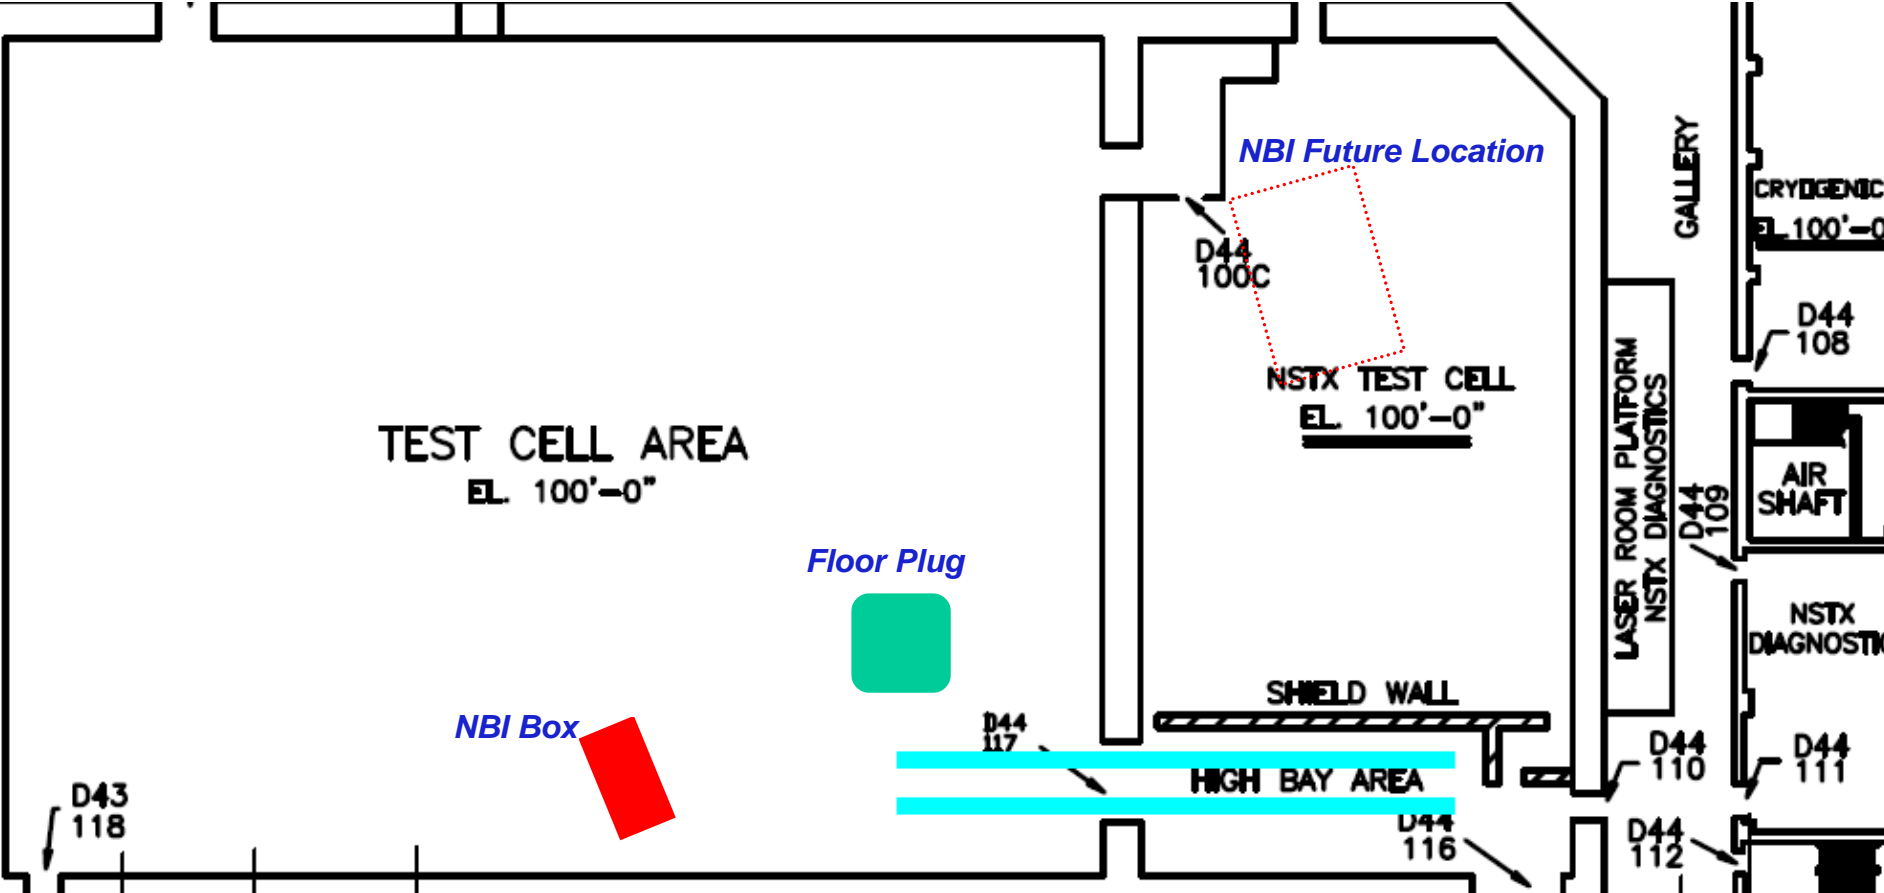 NBI Future Location
GALLERY
CRYOGENIC
EL 100'-0
D44
100C
D44
108
NSTX TEST CELL
EL. 100'-0"
TEST CELL AREA
EL. 100'-0"
LASER ROOM PLATFORM
NSTX DIAGNOSTICS
AIR
SHAFT
D44
109
Floor Plug
NSTX
DIAGNOSTI
SHIELD WALL
NBI Box
D44
117
HIGH BAY AREA
D44
110
D44
111
D43
118
D44
116
D44
112